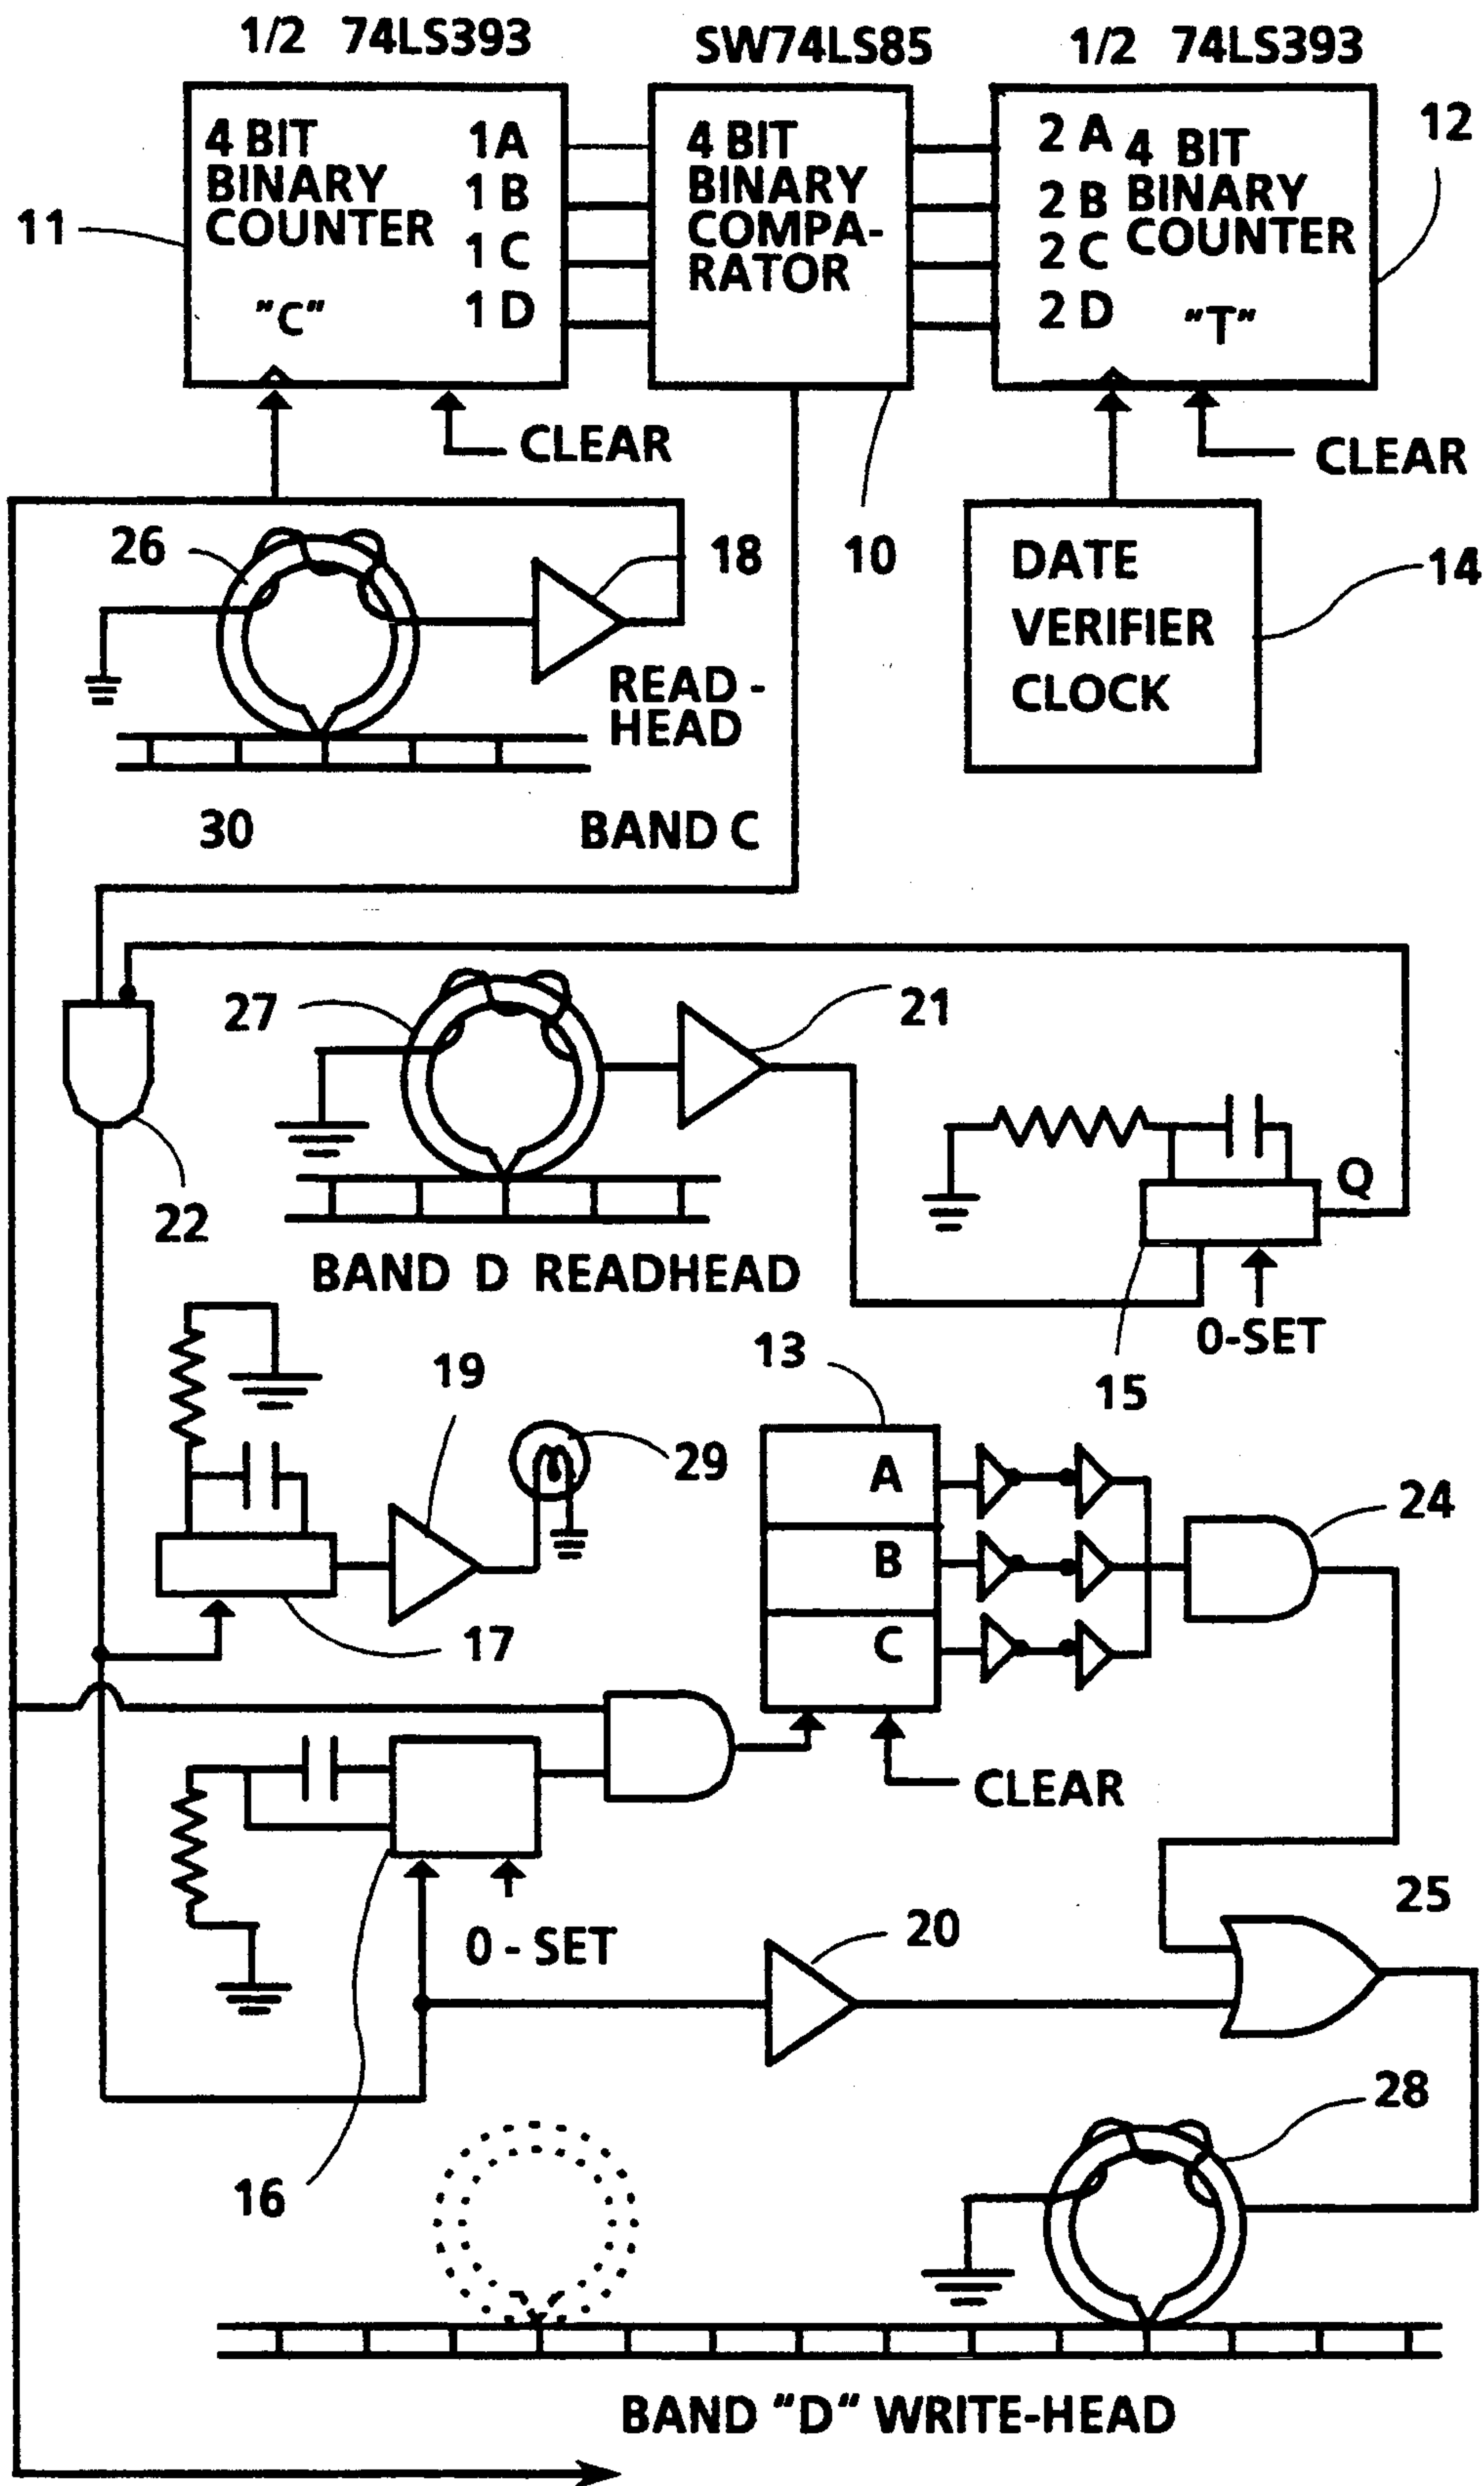 1/2 74LS393
SW74LS85
1/2 74LS393
4 BIT
BINARY
COUNTER
"C"
1A
1B
1C
1D
4 BIT
BINARY
COMPA-
RATOR
2 A
2 B
2 C
2 D
4 BIT
BINARY
COUNTER
"T"
12
11
CLEAR
CLEAR
26
18
10
DATE
VERIFIER
CLOCK
14
READ -
HEAD
30
BAND C
27
21
22
Q
BAND D READHEAD
0-SET
15
19
29
13
A
B
C
24
17
CLEAR
0 - SET
20
25
16
28
BAND "D" WRITE-HEAD